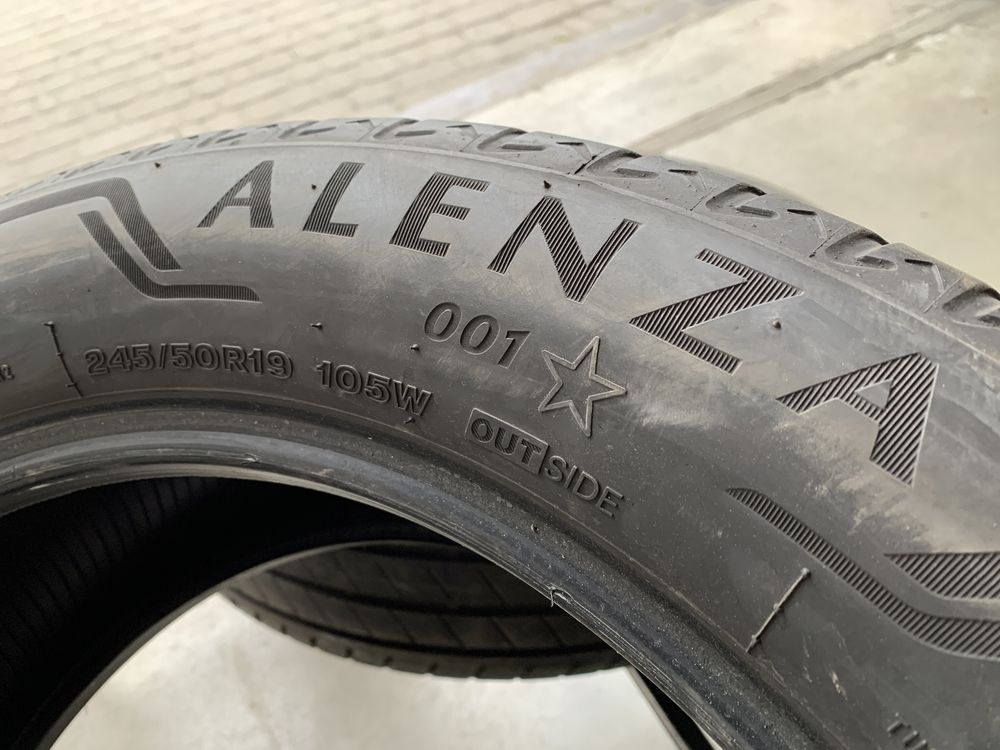 ALENZA
001
245/50R19 105W
OUTSIDE